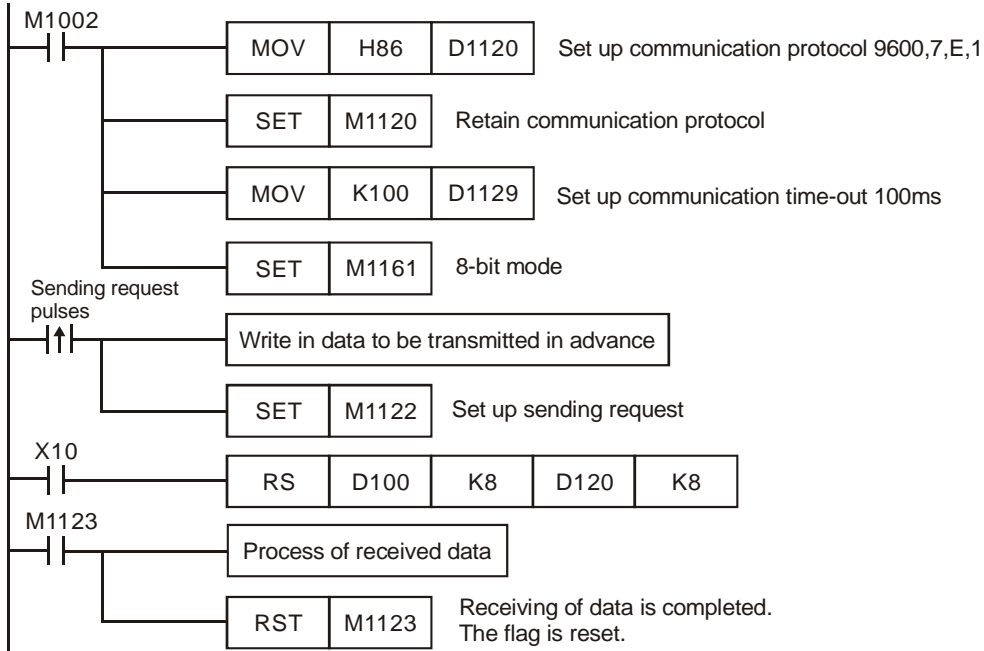 M1002
MOV H86 D1120 Set up communication protocol 9600,7,E,1
SET M1120 Retain communication protocol
MOV K100 D1129 Set up communication time-out 100ms
SET M1161 8-bit mode
Sending request
pulses
Write in data to be transmitted in advance
SET M1122 Set up sending request
X10
RS D100 K8 D120 K8
M1123
Process of received data
RST M1123 Receiving of data is completed.
The flag is reset.